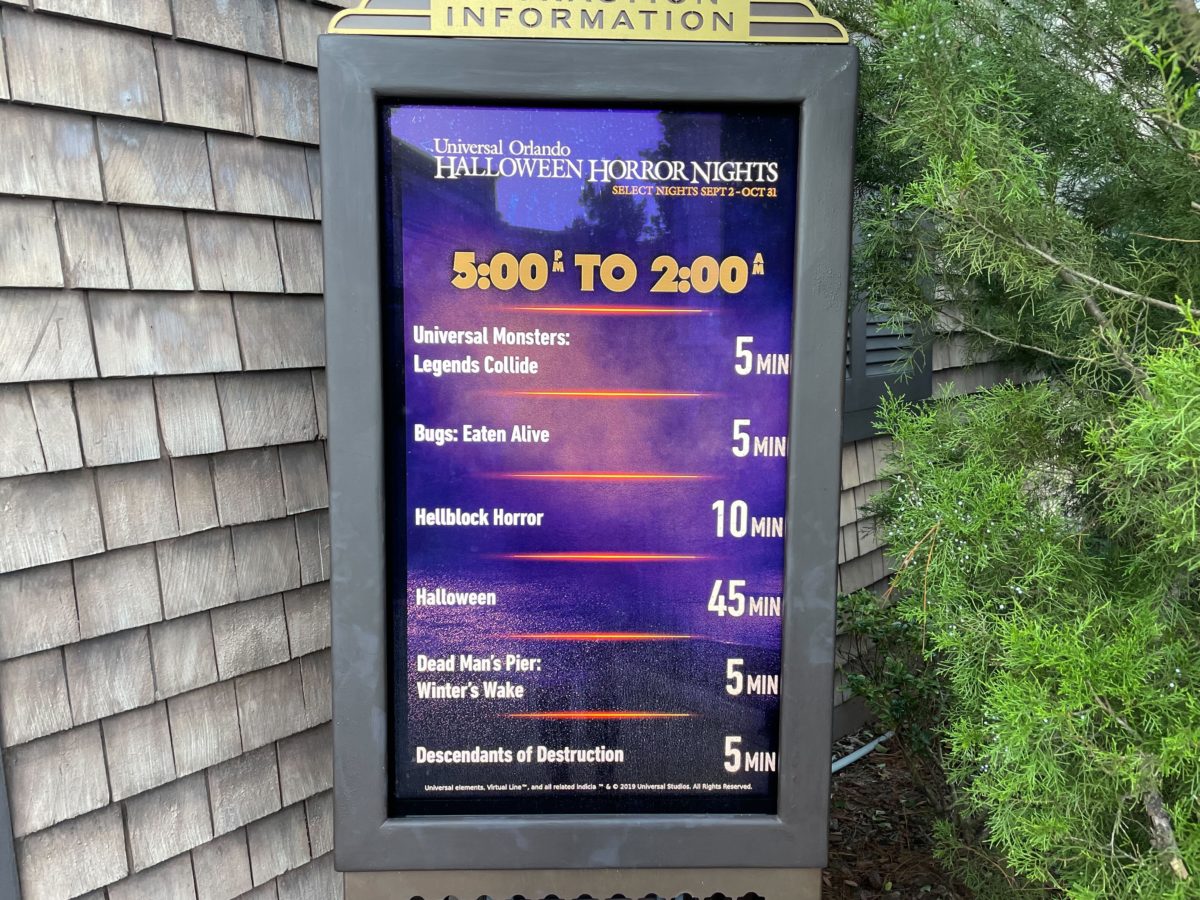 INFORMATION
Universal Orlando
HALLOWEEN HORROR NIGHTS
SELECT NIGHTS SEPT 2 - OCT 31
5:00 PM TO 2:00 AM
Universal Monsters:
Legends Collide 5 MIN
Bugs: Eaten Alive 5 MIN
Hellblock Horror 10 MIN
Halloween 45 MIN
Dead Man's Pier:
Winter's Wake 5 MIN
Descendants of Destruction 5 MIN
Universal elements, Virtual Line™, and all related indicia ™ & © 2019 Universal Studios. All Rights Reserved.